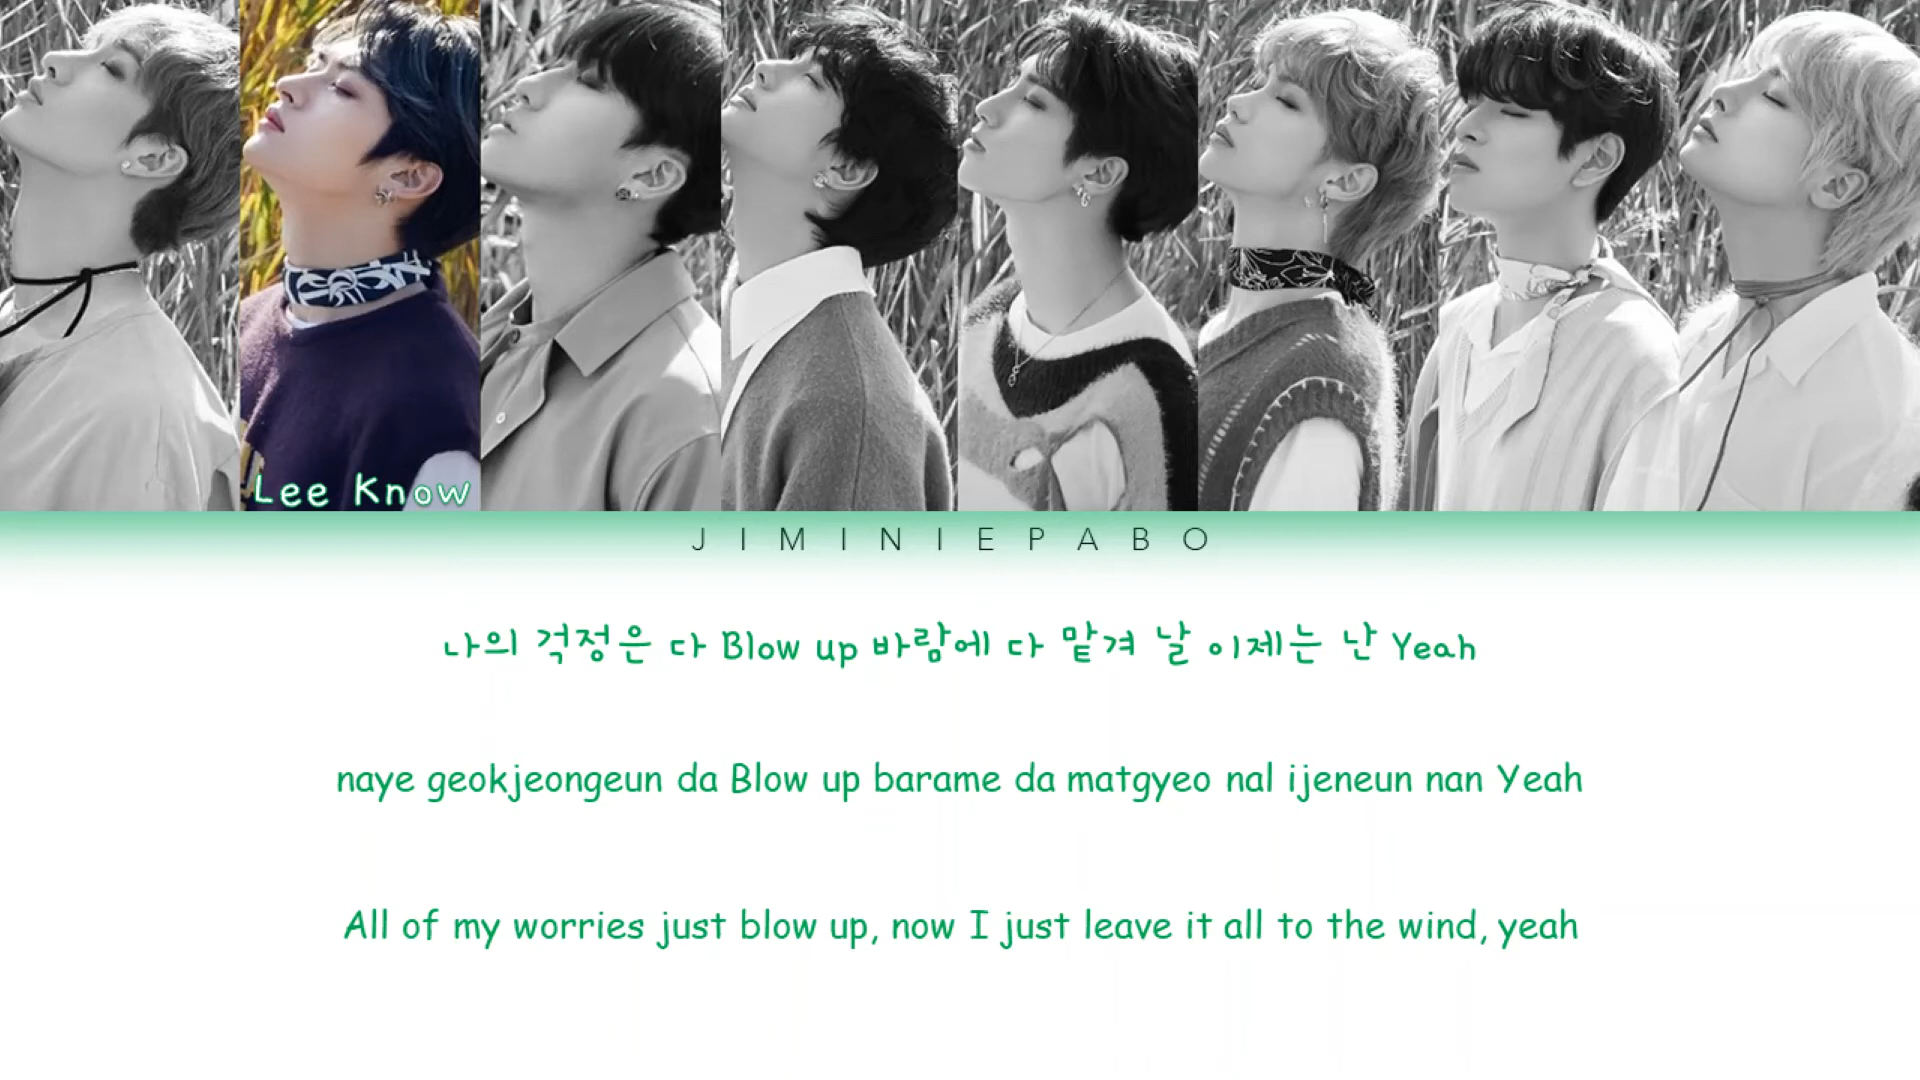 Lee Know
JIMINIEPABO
나의 걱정은 다 Blow up 바람에 다 맡겨 날 이제는 난 Yeah
naye geokjeongeun da Blow up barame da matgyeo nal ijeneun nan Yeah
All of my worries just blow up, now I just leave it all to the wind, yeah